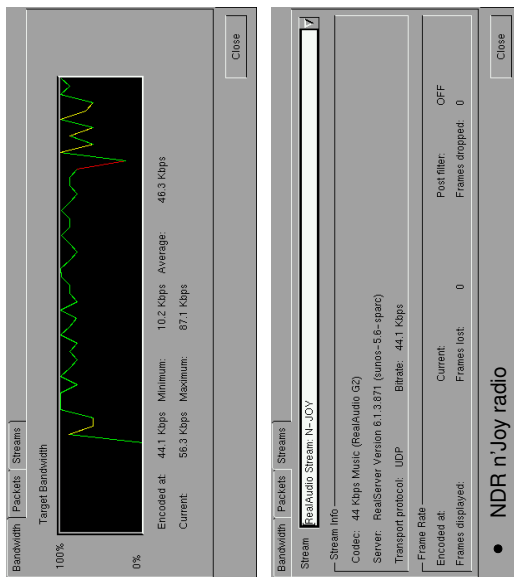 Bandwidth Packets Streams
Target Bandwidth
100%
0%
Encoded at: 44.1 Kbps Minimum: 10.2 Kbps Average: 46.3 Kbps
Current: 56.3 Kbps Maximum: 87.1 Kbps
Close
Bandwidth Packets Streams
Stream RealAudio Stream: N-JOY
Stream Info
Codec: 44 Kbps Music (RealAudio G2)
Server: RealServer Version 6.1.3.871 (sunos-5.6-sparc)
Transport protocol: UDP Bitrate: 44.1 Kbps
Frame Rate
Encoded at: Current: Post filter: OFF
Frames displayed: Frames lost: 0 Frames dropped: 0
Close
• NDR n'Joy radio